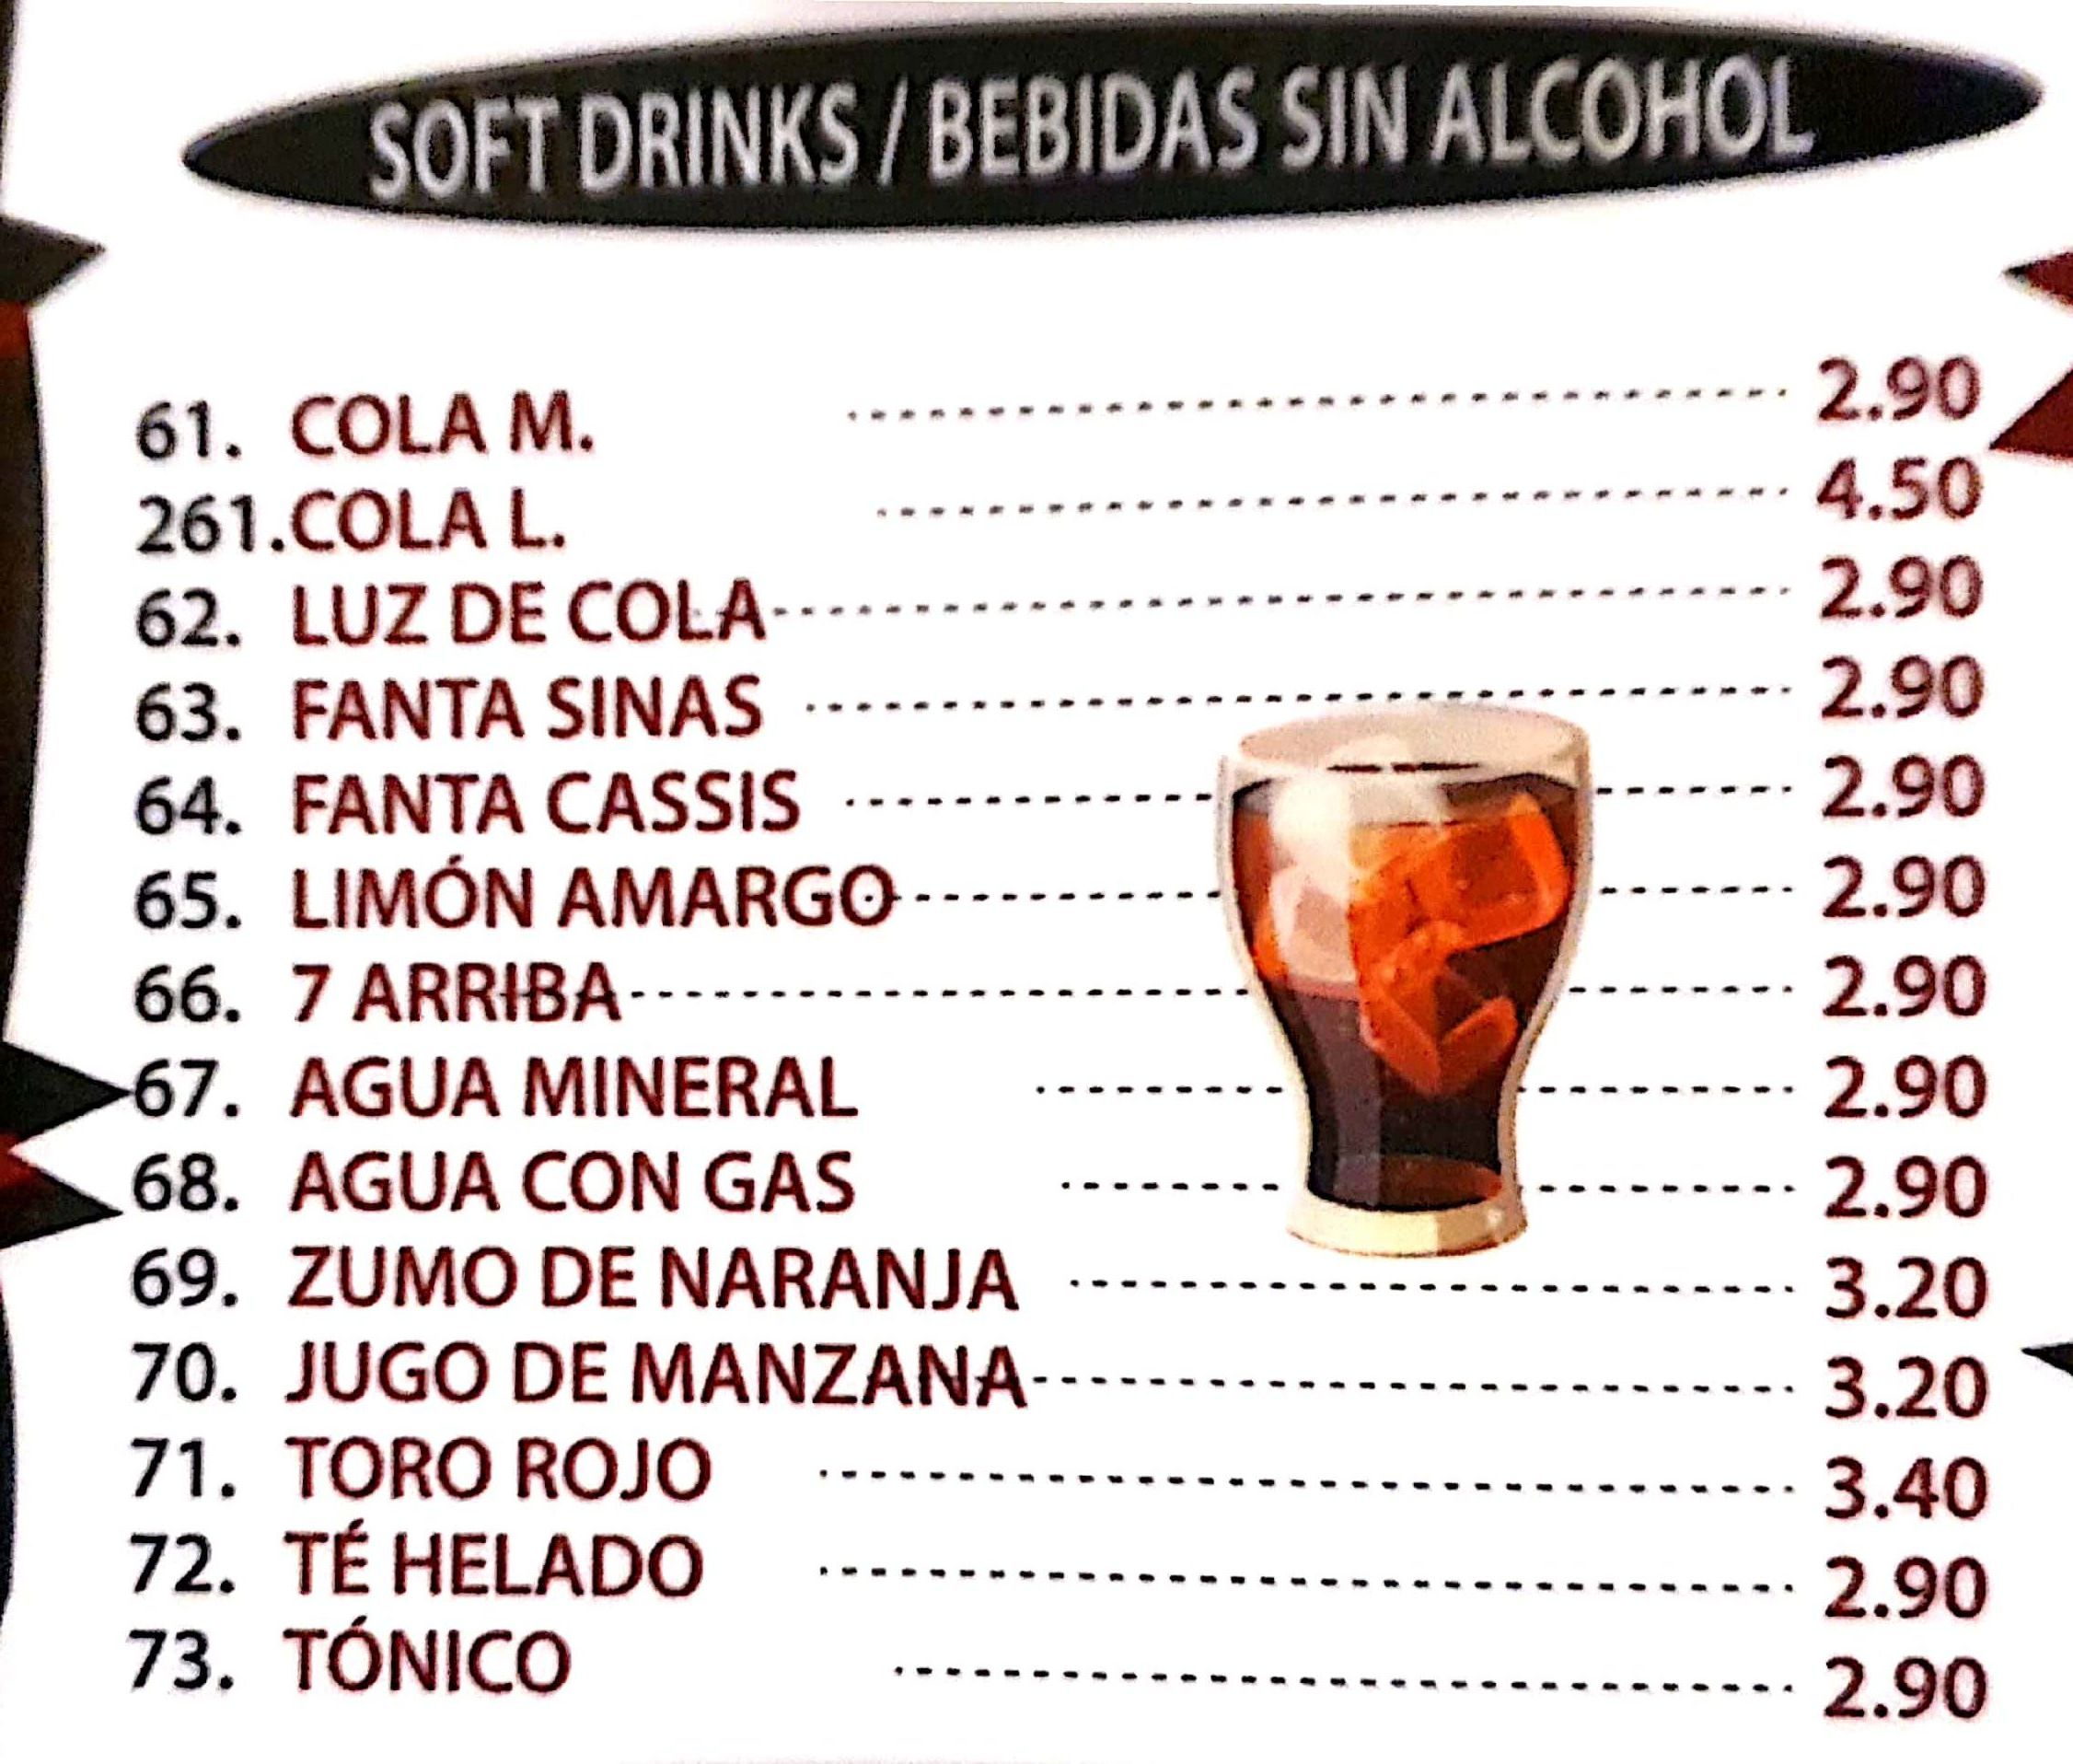 SOFT DRINKS / BEBIDAS SIN ALCOHOL
61. COLA M. 2.90
261. COLA L. 4.50
62. LUZ DE COLA 2.90
63. FANTA SINAS 2.90
64. FANTA CASSIS 2.90
65. LIMÓN AMARGO 2.90
66. 7 ARRIBA 2.90
67. AGUA MINERAL 2.90
68. AGUA CON GAS 2.90
69. ZUMO DE NARANJA 3.20
70. JUGO DE MANZANA 3.20
71. TORO ROJO 3.40
72. TÉ HELADO 2.90
73. TÓNICO 2.90